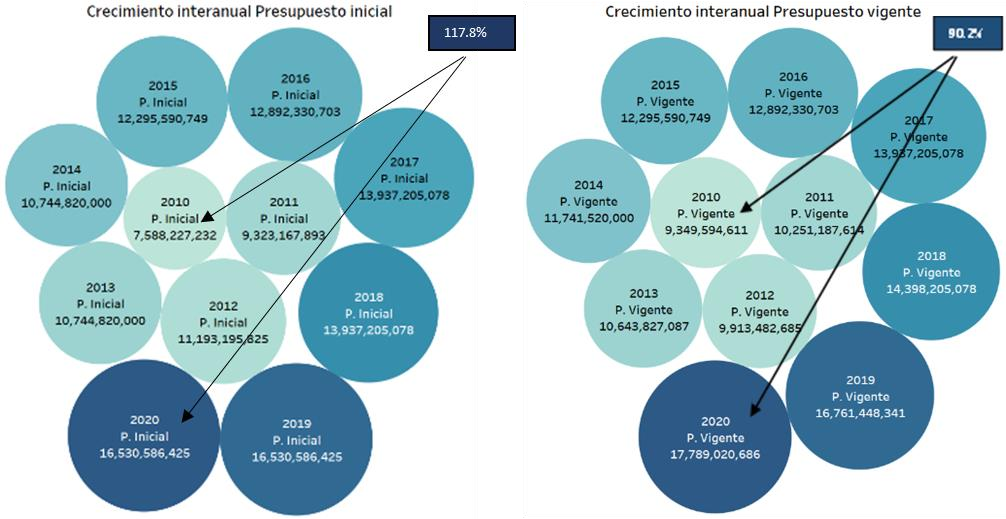 Crecimiento interanual Presupuesto inicial
117.8%
2015
P. Inicial
12,295,590,749
2016
P. Inicial
12,892,330,703
2014
P. Inicial
10,744,820,000
2017
P. Inicial
13,937,205,078
2010
P. Inicial
7,588,227,232
2011
P. Inicial
9,323,167,893
2013
P. Inicial
10,744,820,000
2012
P. Inicial
11,193,195,825
2018
P. Inicial
13,937,205,078
2020
P. Inicial
16,530,586,425
2019
P. Inicial
16,530,586,425
Crecimiento interanual Presupuesto vigente
90.2%
2015
P. Vigente
12,295,590,749
2016
P. Vigente
12,892,330,703
2017
P. Vigente
13,937,205,078
2014
P. Vigente
11,741,520,000
2010
P. Vigente
9,349,594,611
2011
P. Vigente
10,251,187,614
2018
P. Vigente
14,398,205,078
2013
P. Vigente
10,643,827,087
2012
P. Vigente
9,913,482,685
2019
P. Vigente
16,761,448,341
2020
P. Vigente
17,789,020,686